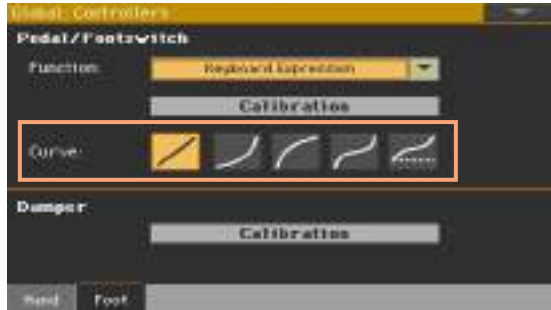 Global Controllers
Pedal/Footswitch
Function: Keyboard Expression
Calibration
Curve:
Damper
Calibration
Hand Foot